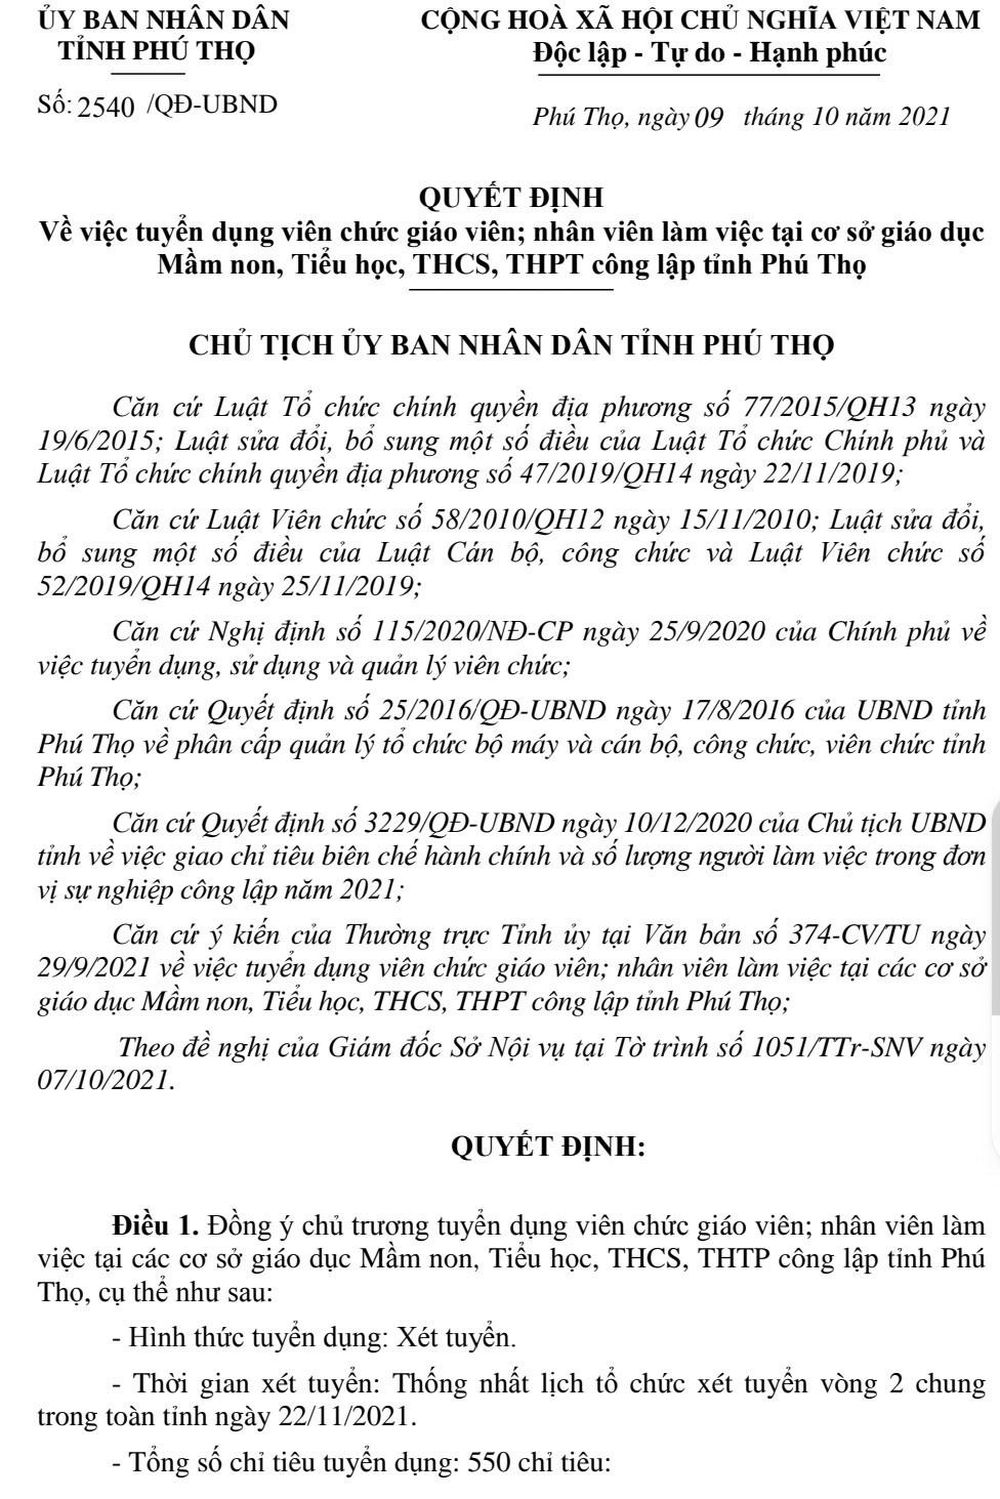 ỦY BAN NHÂN DÂN
TỈNH PHÚ THỌ
CỘNG HOÀ XÃ HỘI CHỦ NGHĨA VIỆT NAM
Độc lập - Tự do - Hạnh phúc
Số: 2540 /QĐ-UBND
Phú Thọ, ngày 09 tháng 10 năm 2021
QUYẾT ĐỊNH
Về việc tuyển dụng viên chức giáo viên; nhân viên làm việc tại cơ sở giáo dục
Mầm non, Tiểu học, THCS, THPT công lập tỉnh Phú Thọ
CHỦ TỊCH ỦY BAN NHÂN DÂN TỈNH PHÚ THỌ
Căn cứ Luật Tổ chức chính quyền địa phương số 77/2015/QH13 ngày
19/6/2015; Luật sửa đổi, bổ sung một số điều của Luật Tổ chức Chính phủ và
Luật Tổ chức chính quyền địa phương số 47/2019/QH14 ngày 22/11/2019;
Căn cứ Luật Viên chức số 58/2010/QH12 ngày 15/11/2010; Luật sửa đổi,
bổ sung một số điều của Luật Cán bộ, công chức và Luật Viên chức số
52/2019/QH14 ngày 25/11/2019;
Căn cứ Nghị định số 115/2020/NĐ-CP ngày 25/9/2020 của Chính phủ về
việc tuyển dụng, sử dụng và quản lý viên chức;
Căn cứ Quyết định số 25/2016/QĐ-UBND ngày 17/8/2016 của UBND tỉnh
Phú Thọ về phân cấp quản lý tổ chức bộ máy và cán bộ, công chức, viên chức tỉnh
Phú Thọ;
Căn cứ Quyết định số 3229/QĐ-UBND ngày 10/12/2020 của Chủ tịch UBND
tỉnh về việc giao chỉ tiêu biên chế hành chính và số lượng người làm việc trong đơn
vị sự nghiệp công lập năm 2021;
Căn cứ ý kiến của Thường trực Tỉnh ủy tại Văn bản số 374-CV/TU ngày
29/9/2021 về việc tuyển dụng viên chức giáo viên; nhân viên làm việc tại các cơ sở
giáo dục Mầm non, Tiểu học, THCS, THPT công lập tỉnh Phú Thọ;
Theo đề nghị của Giám đốc Sở Nội vụ tại Tờ trình số 1051/TTr-SNV ngày
07/10/2021.
QUYẾT ĐỊNH:
Điều 1. Đồng ý chủ trương tuyển dụng viên chức giáo viên; nhân viên làm
việc tại các cơ sở giáo dục Mầm non, Tiểu học, THCS, THTP công lập tỉnh Phú
Thọ, cụ thể như sau:
- Hình thức tuyển dụng: Xét tuyển.
- Thời gian xét tuyển: Thống nhất lịch tổ chức xét tuyển vòng 2 chung
trong toàn tỉnh ngày 22/11/2021.
- Tổng số chỉ tiêu tuyển dụng: 550 chỉ tiêu: